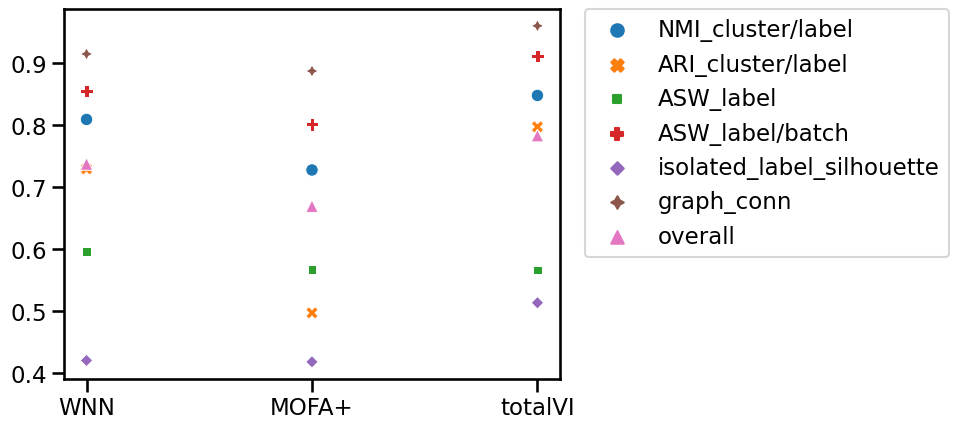 0.9
0.8
0.7
0.6
0.5
0.4
WNN
MOFA+
totalVI
NMI_cluster/label
ARI_cluster/label
ASW_label
ASW_label/batch
isolated_label_silhouette
graph_conn
overall